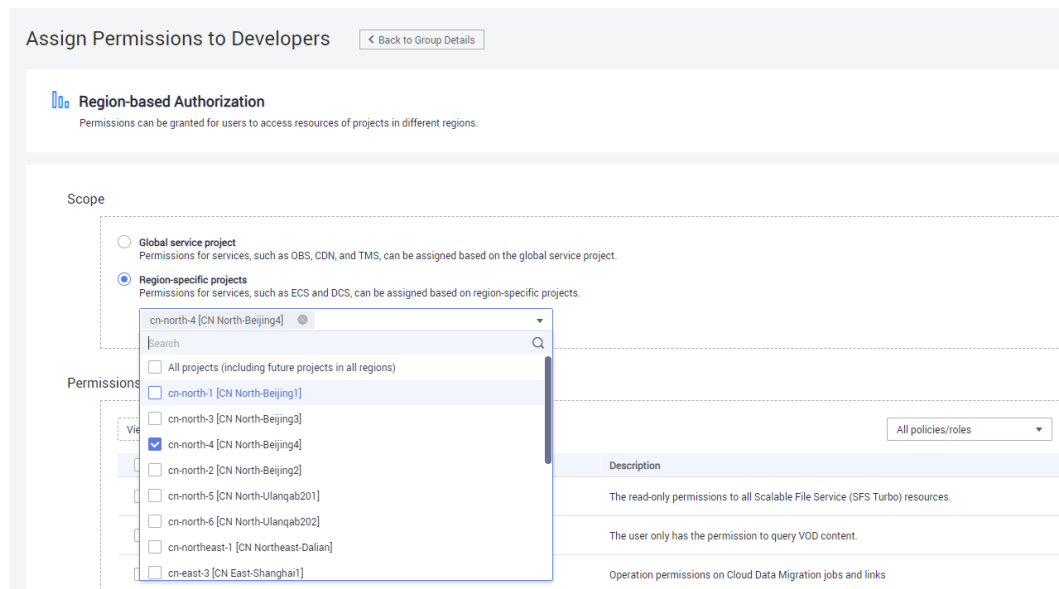 Assign Permissions to Developers
Back to Group Details
Region-based Authorization
Permissions can be granted for users to access resources of projects in different regions.
Scope
Global service project
Permissions for services, such as OBS, CDN, and TMS, can be assigned based on the global service project.
Region-specific projects
Permissions for services, such as ECS and DCS, can be assigned based on region-specific projects.
cn-north-4 [CN North-Beijing4]
Search
All projects (including future projects in all regions)
Permissions
cn-north-1 [CN North-Beijing1]
cn-north-3 [CN North-Beijing3]
Vie
All policies/roles
cn-north-4 [CN North-Beijing4]
cn-north-2 [CN North-Beijing2]
Description
cn-north-5 [CN North-Ulanqab201]
The read-only permissions to all Scalable File Service (SFS Turbo) resources.
cn-north-6 [CN North-Ulanqab202]
The user only has the permission to query VOD content.
cn-northeast-1 [CN Northeast-Dalian]
cn-east-3 [CN East-Shanghai1]
Operation permissions on Cloud Data Migration jobs and links